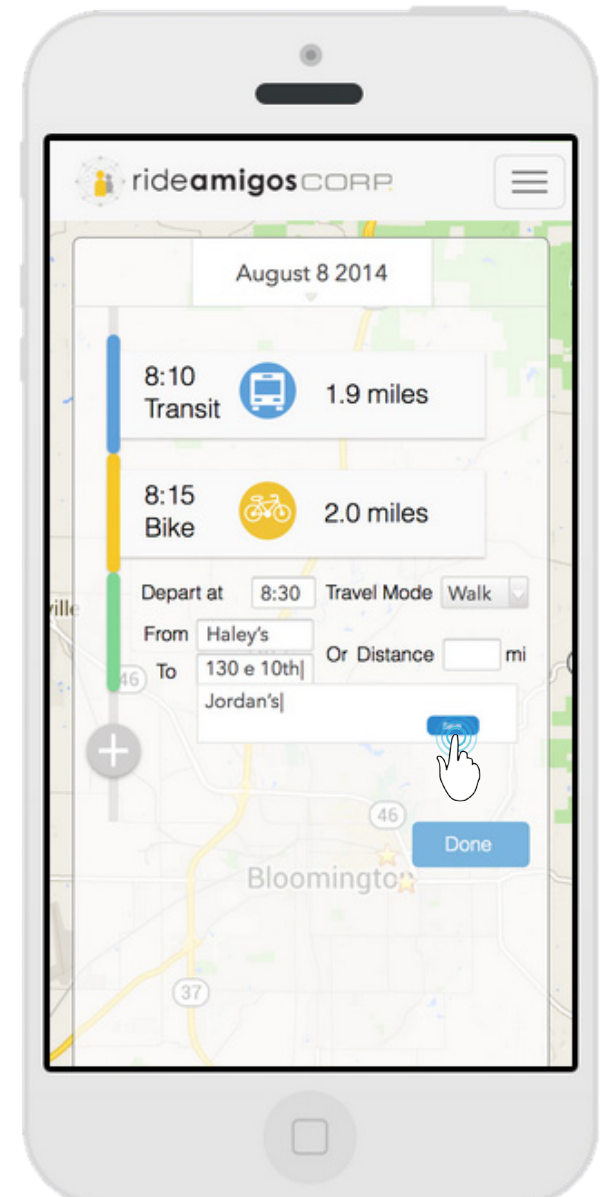 rideamigos CORP.
August 8 2014
8:10
Transit
1.9 miles
8:15
Bike
2.0 miles
Depart at 8:30 Travel Mode Walk
From Haley's
To 130 e 10th|
Or Distance mi
Jordan's|
Save
ville
46
46
Done
Bloomington
37